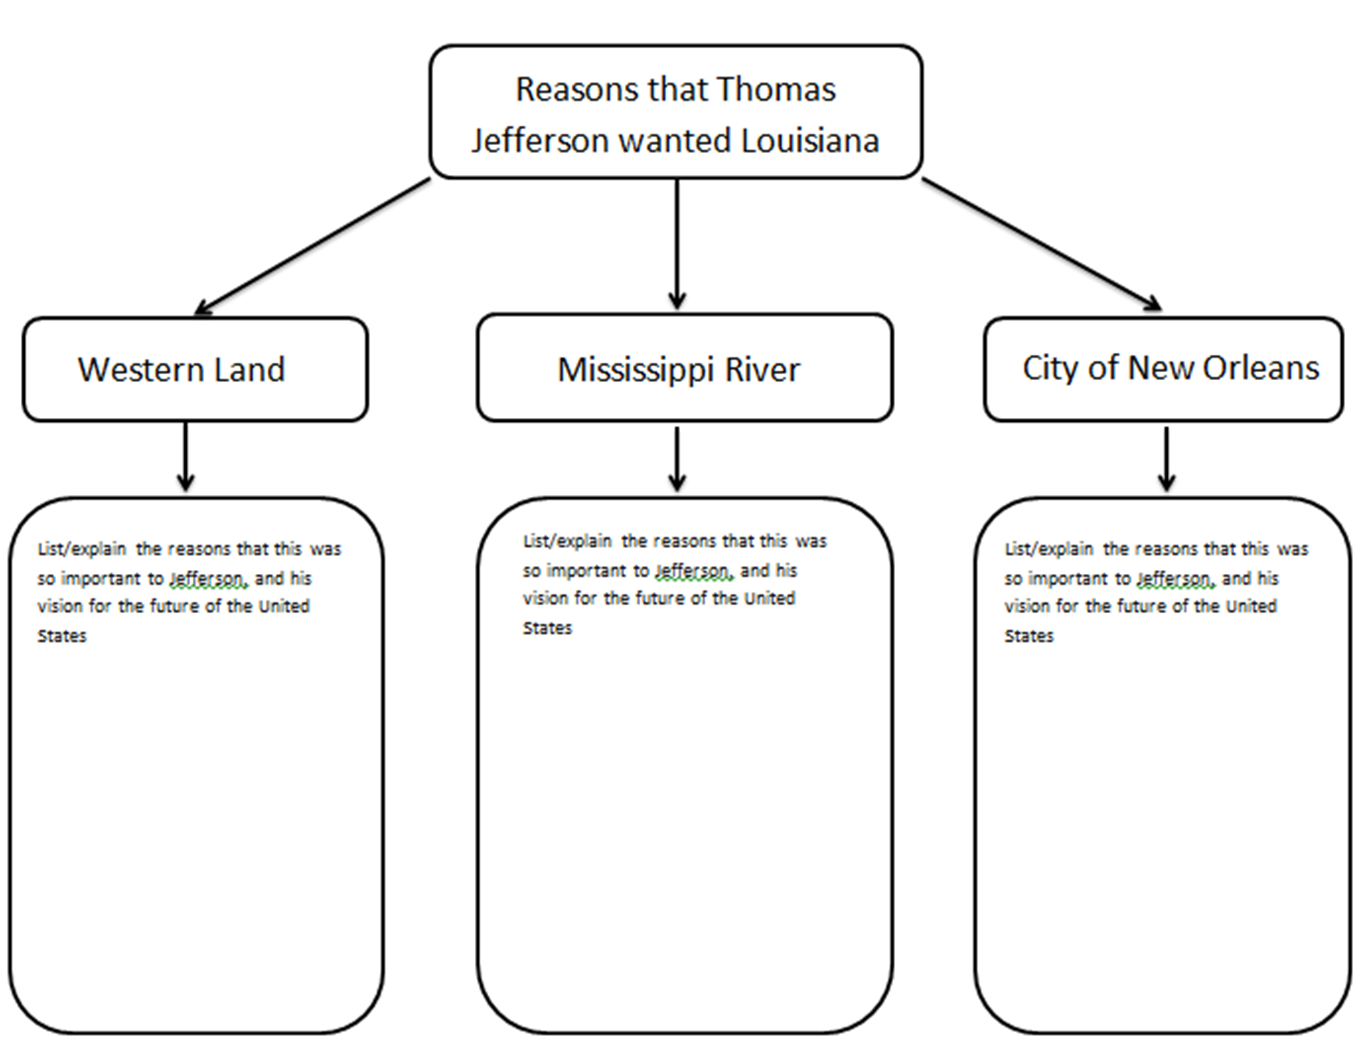 Reasons that Thomas
Jefferson wanted Louisiana
Western Land
Mississippi River
City of New Orleans
List/explain the reasons that this was
so important to Jefferson, and his
vision for the future of the United
States
List/explain the reasons that this was
so important to Jefferson, and his
vision for the future of the United
States
List/explain the reasons that this was
so important to Jefferson, and his
vision for the future of the United
States